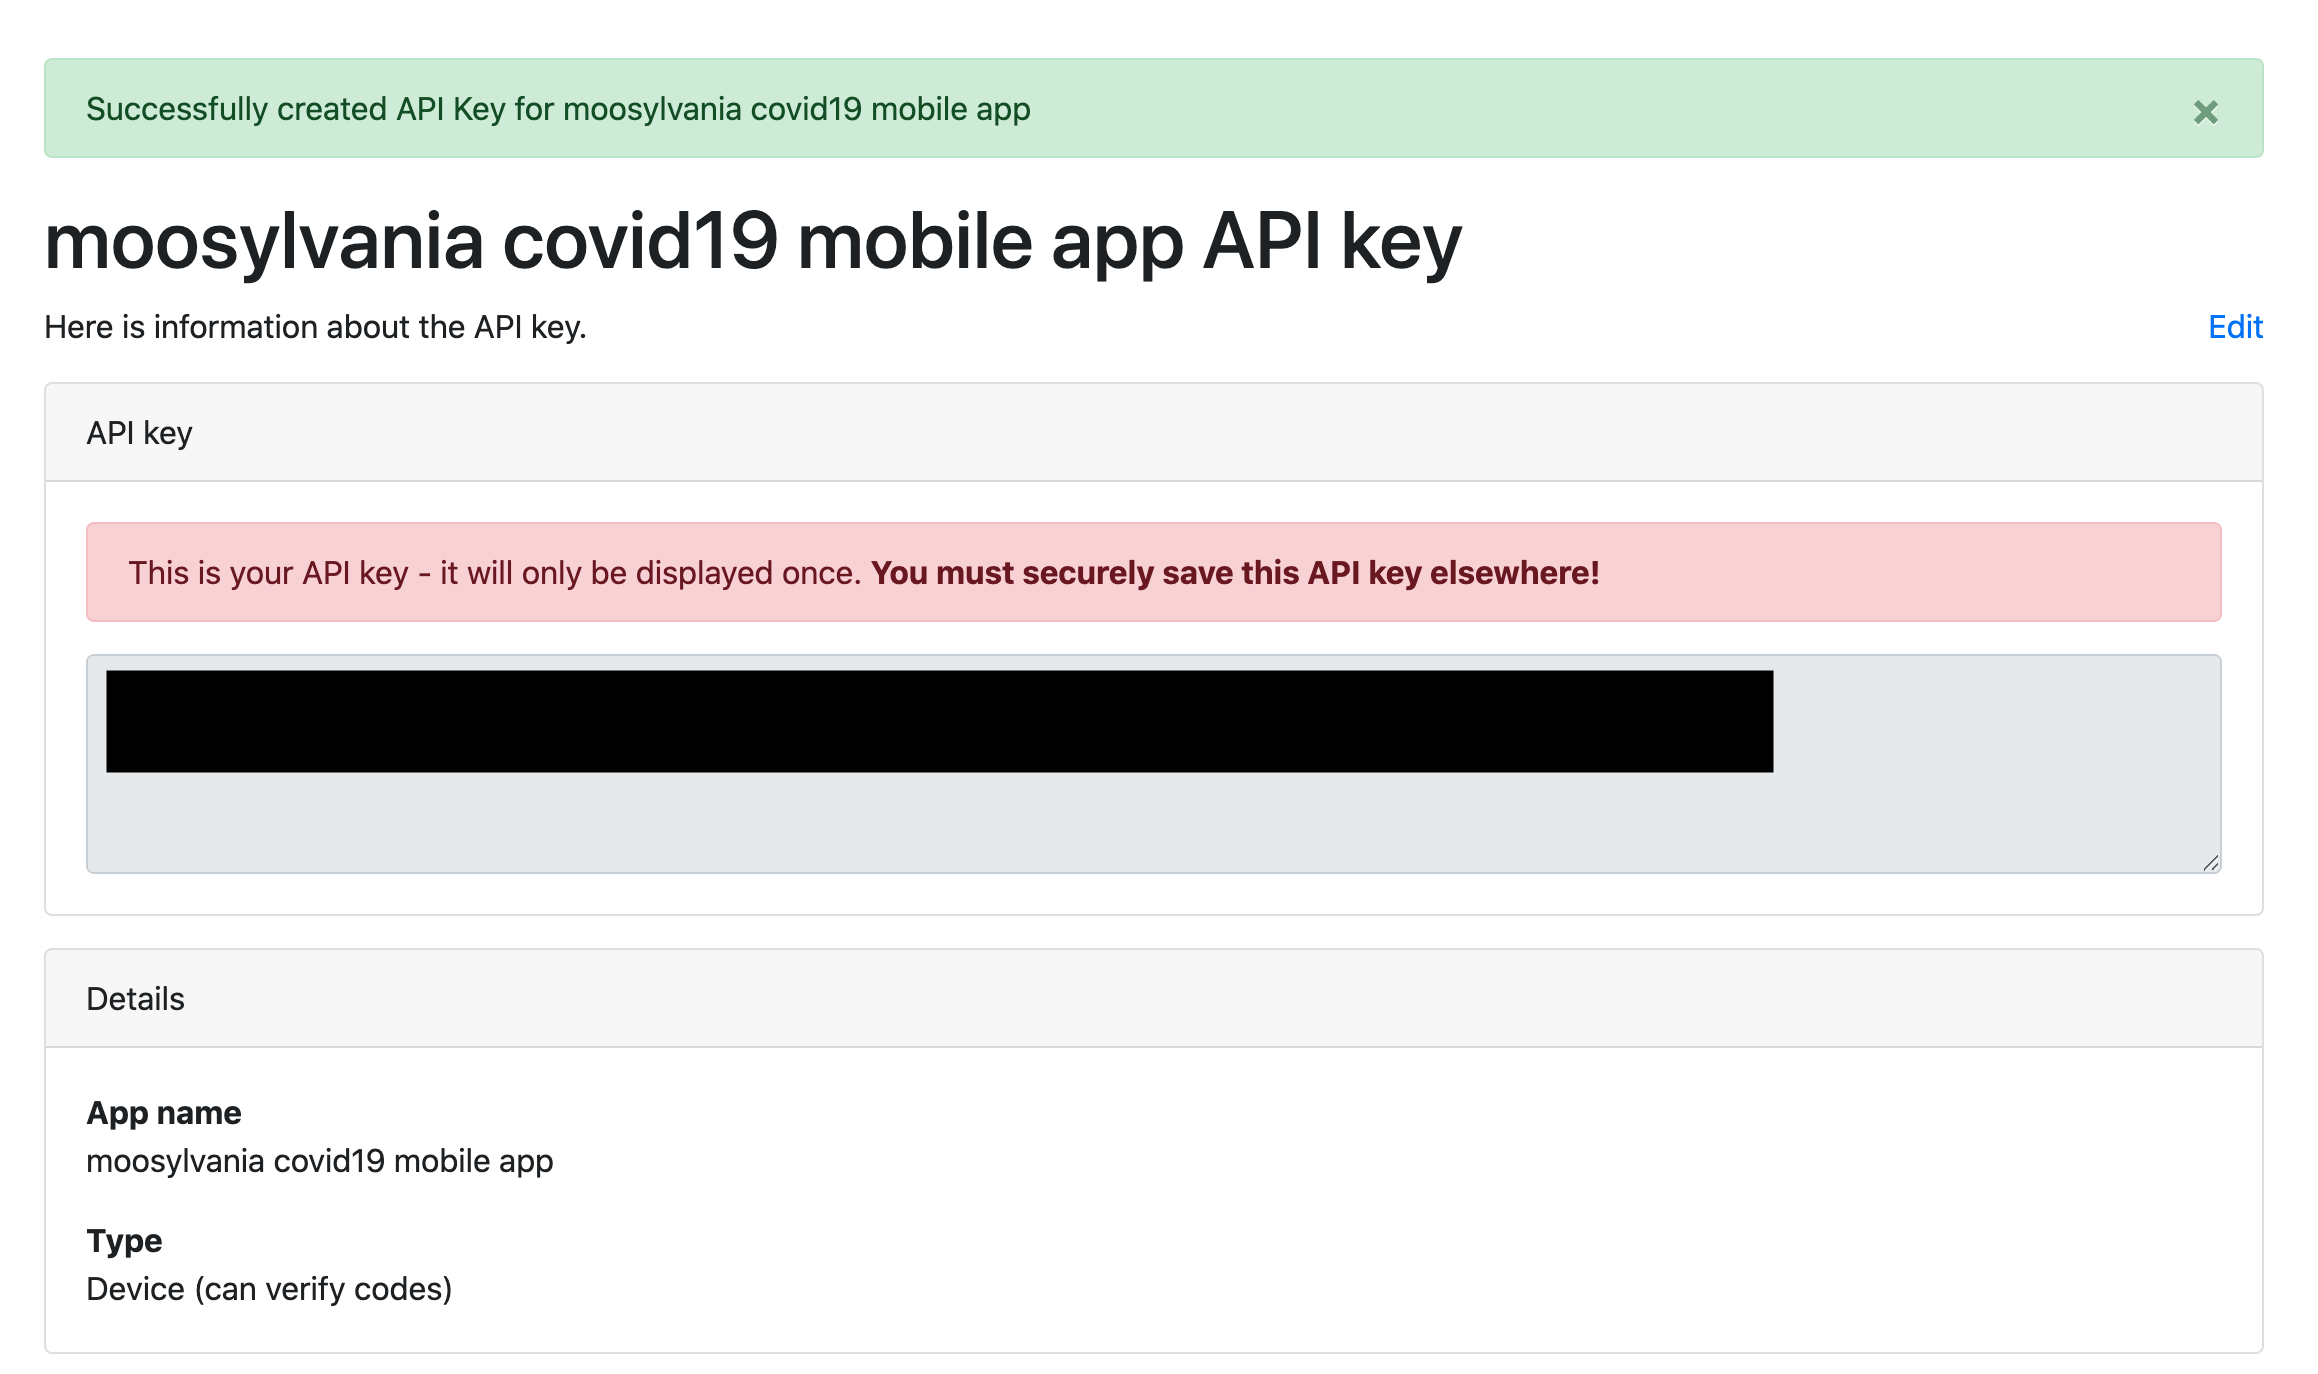 Successfully created API Key for moosylvania covid19 mobile app
×
moosylvania covid19 mobile app API key
Here is information about the API key.
Edit
API key
This is your API key - it will only be displayed once. You must securely save this API key elsewhere!
Details
App name
moosylvania covid19 mobile app
Type
Device (can verify codes)